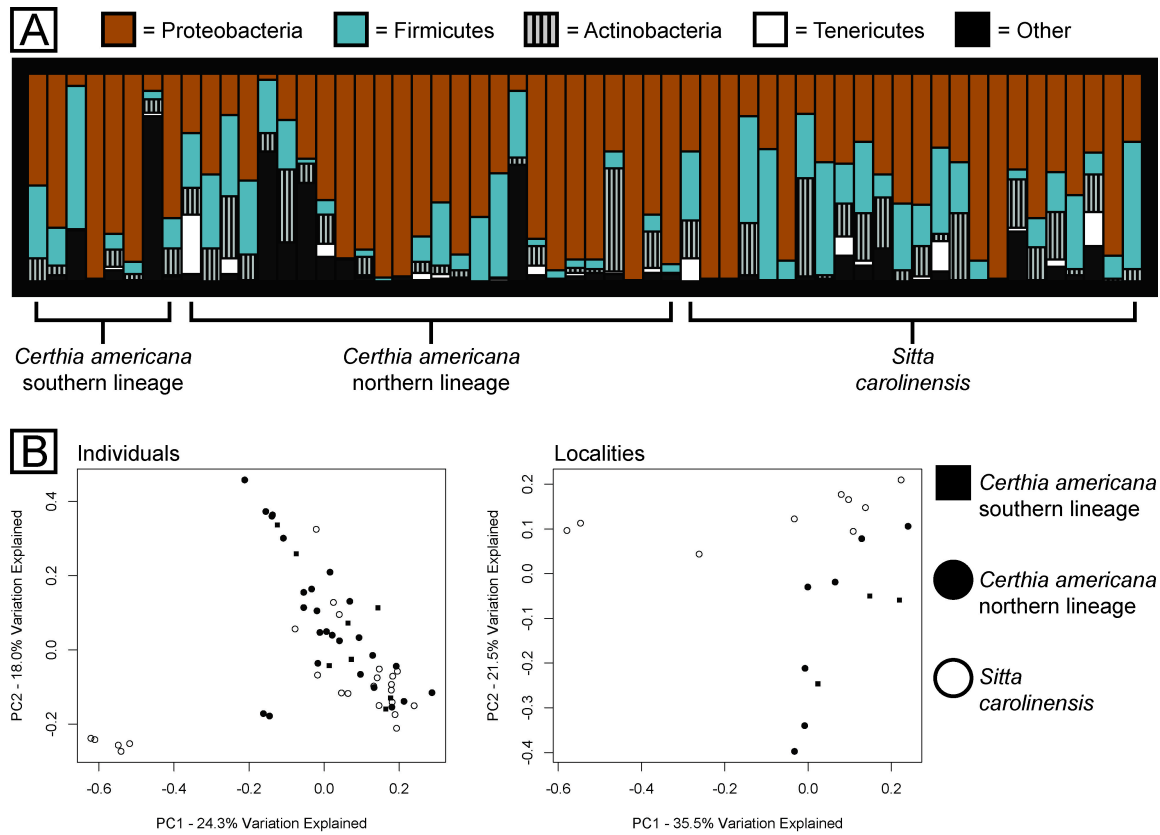 A
= Proteobacteria = Firmicutes = Actinobacteria = Tenericutes = Other
Certhia americana
southern lineage
Certhia americana
northern lineage
Sitta
carolinensis
B
Individuals
PC2 - 18.0% Variation Explained
0.4
0.2
0.0
-0.2
-0.6 -0.4 -0.2 0.0 0.2
PC1 - 24.3% Variation Explained
Localities
PC2 - 21.5% Variation Explained
0.2
0.1
0.0
-0.1
-0.2
-0.3
-0.4
-0.6 -0.4 -0.2 0.0 0.2
PC1 - 35.5% Variation Explained
Certhia americana
southern lineage
Certhia americana
northern lineage
Sitta
carolinensis